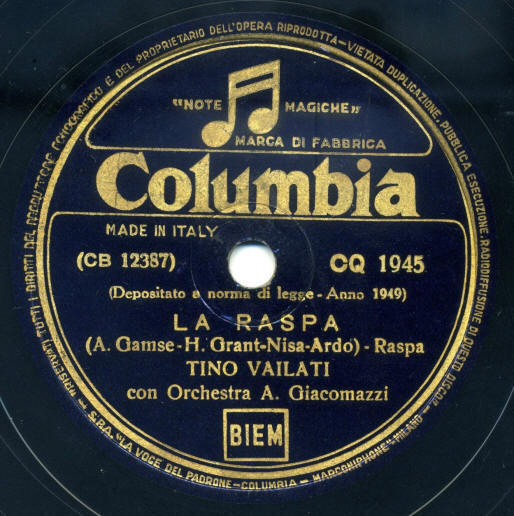 "NOTE MAGICHE"
MARCA DI FABBRICA
Columbia
MADE IN ITALY
(CB 12387) CQ 1945
(Depositato a norma di legge - Anno 1949)
LA RASPA
(A. Gamse - H. Grant-Nisa-Ardo) - Raspa
TINO VAILATI
con Orchestra A. Giacomazzi
BIEM
"RISERVATI TUTTI I DIRITTI DEL PRODUTTORE FONOGRAFICO E DEL PROPRIETARIO DELL'OPERA RIPRODOTTA - VIETATA DUPLICAZIONE, PUBBLICA ESECUZIONE, RADIODIFFUSIONE DI QUESTO DISCO"
S.P.A. "LA VOCE DEL PADRONE - COLUMBIA - MARCONIPHONE" - MILANO